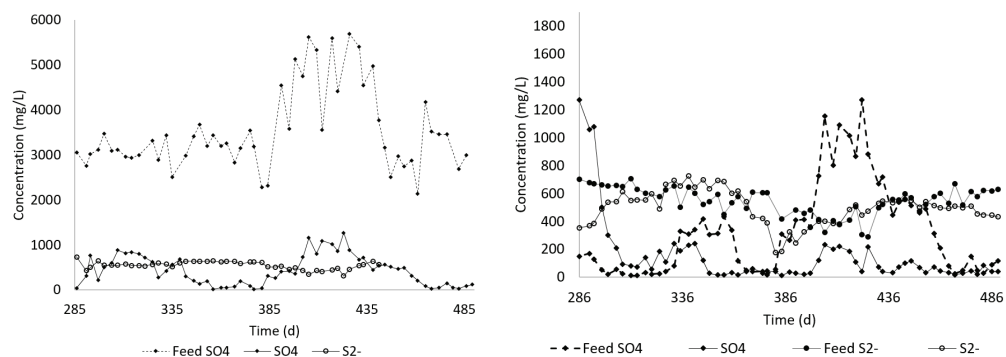 6000
5000
4000
3000
2000
1000
0
Concentration (mg/L)
285 335 385 435 485
Time (d)
Feed SO4 SO4 S2-
1800
1600
1400
1200
1000
800
600
400
200
0
Concentration (mg/L)
286 336 386 436 486
Time (d)
Feed SO4 SO4 Feed S2- S2-